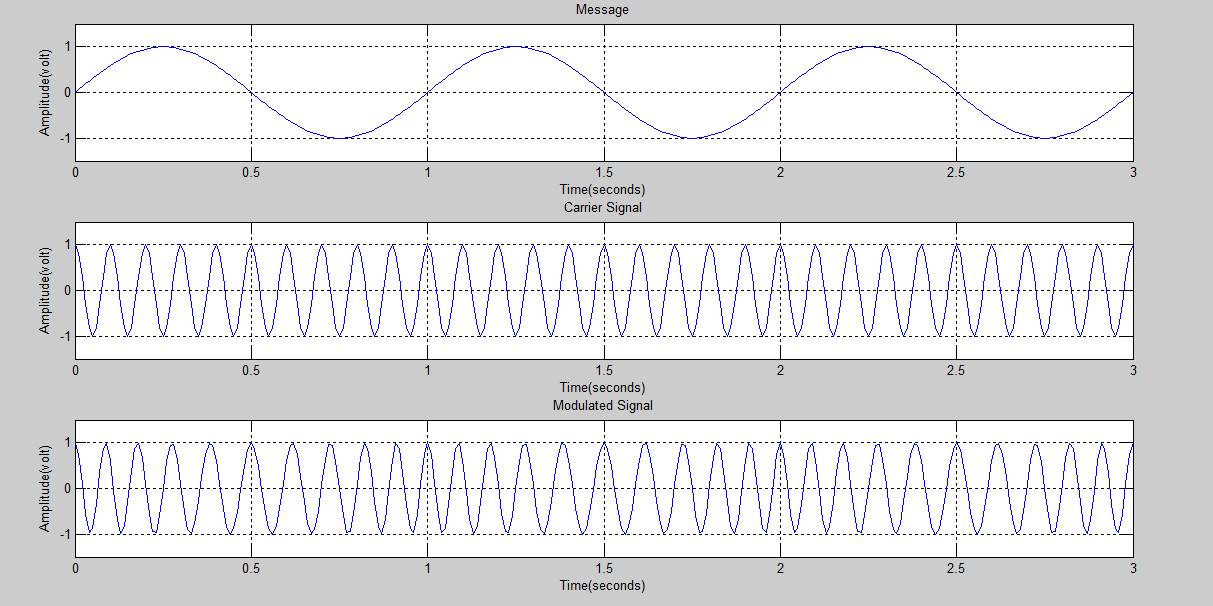 Message
Amplitude(volt)
1
0
-1
0 0.5 1 1.5 2 2.5 3
Time(seconds)
Carrier Signal
Amplitude(volt)
1
0
-1
0 0.5 1 1.5 2 2.5 3
Time(seconds)
Modulated Signal
Amplitude(volt)
1
0
-1
0 0.5 1 1.5 2 2.5 3
Time(seconds)